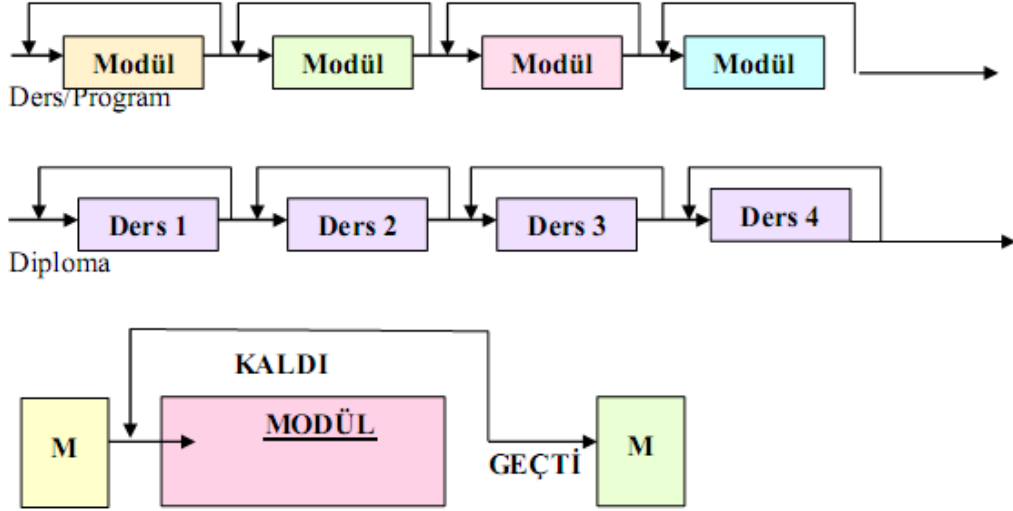 Modül Modül Modül Modül
Ders/Program
Ders 1 Ders 2 Ders 3 Ders 4
Diploma
KALDI
M MODÜL M
GEÇTİ